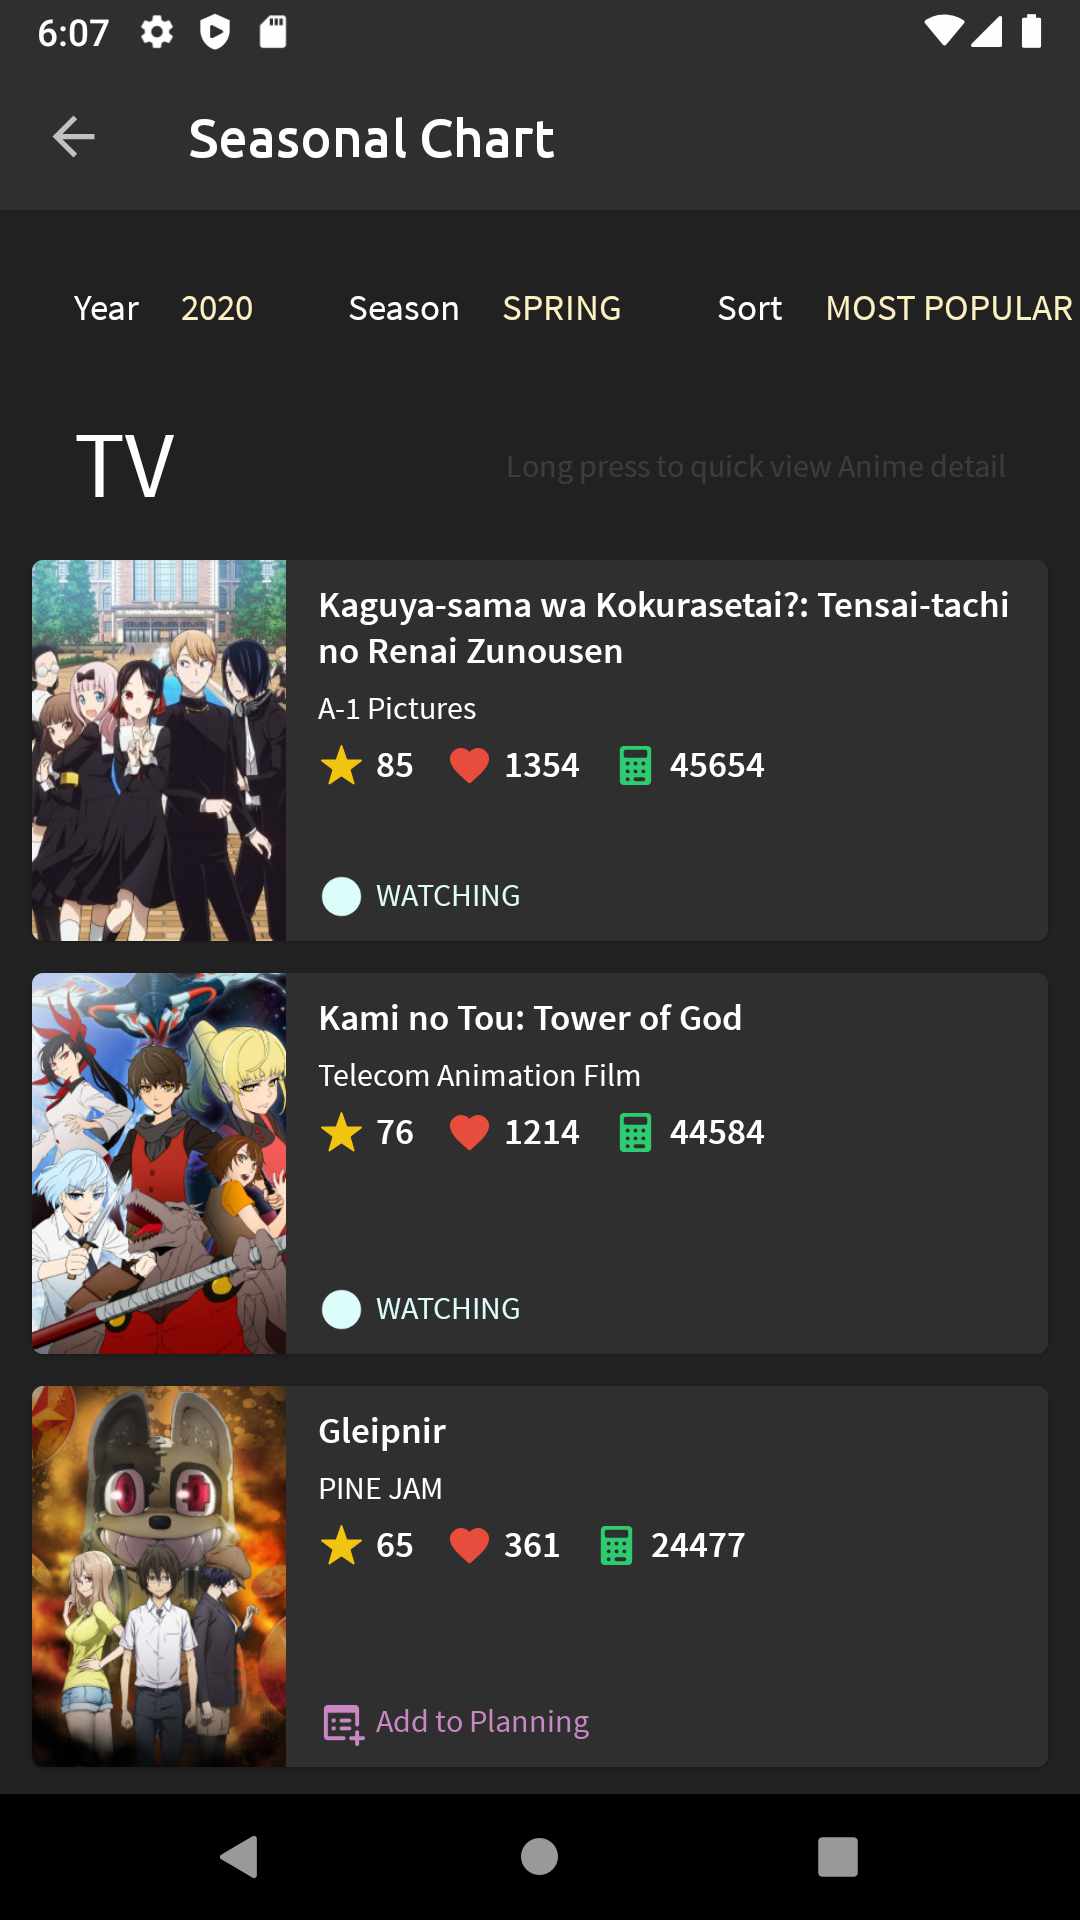 6:07
Seasonal Chart
Year 2020 Season SPRING Sort MOST POPULAR
TV Long press to quick view Anime detail
Kaguya-sama wa Kokurasetai?: Tensai-tachi
no Renai Zunousen
A-1 Pictures
85 1354 45654
WATCHING
Kami no Tou: Tower of God
Telecom Animation Film
76 1214 44584
WATCHING
Gleipnir
PINE JAM
65 361 24477
Add to Planning